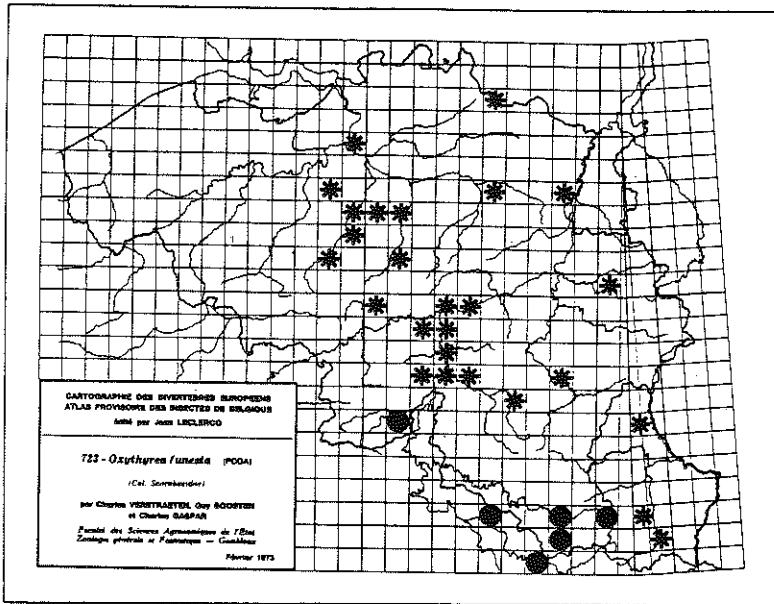 CARTOGRAPHIE DES INVERTEBRES EUROPEENS
ATLAS PROVISOIRE DES INSECTES DE BELGIQUE
édité par Jean LECLERCQ
723 - Oxythyrea funesta (PODA)
(Col. Scarabaeidae)
par Charles VERSTRAETEN, Guy BOOSTEN
et Charles GASPAR
Faculté des Sciences Agronomiques de l'Etat
Zoologie générale et Faunistique — Gembloux
Février 1973